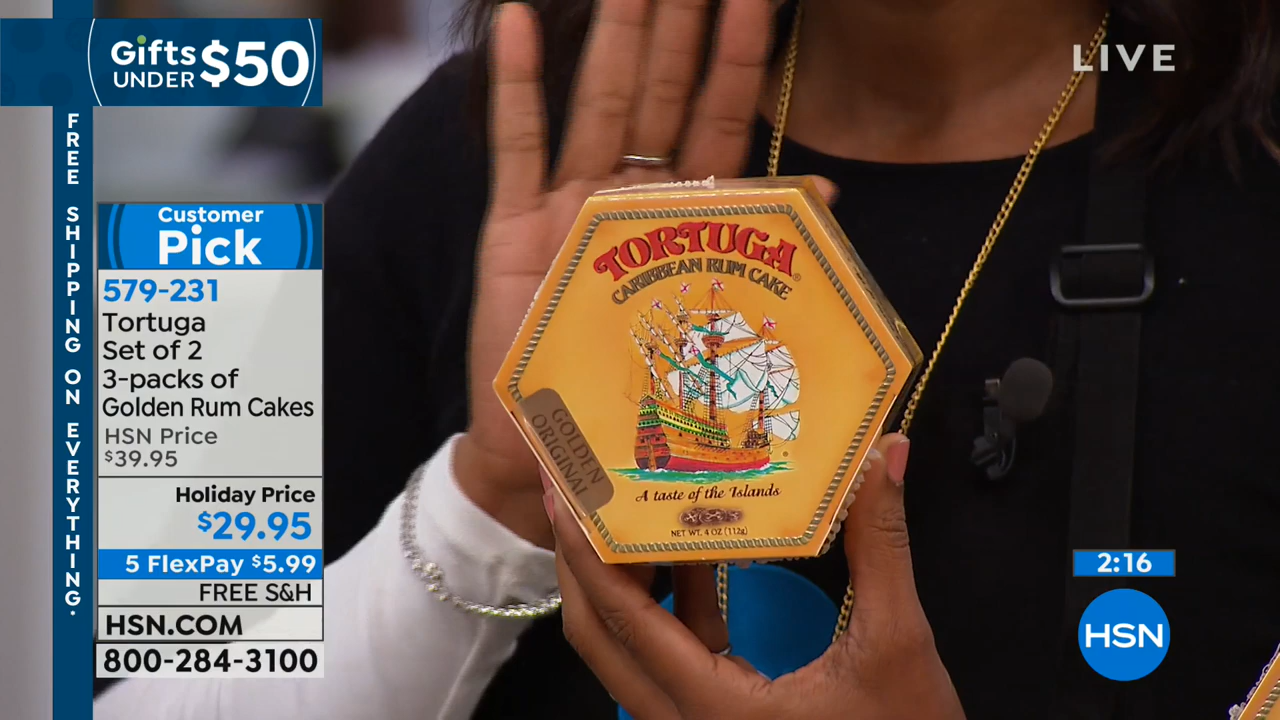 Gifts
UNDER
$50
LIVE
FREE SHIPPING ON EVERYTHING.*
Customer
Pick
579-231
Tortuga
Set of 2
3-packs of
Golden Rum Cakes
HSN Price
$39.95
Holiday Price
$29.95
5 FlexPay $5.99
FREE S&H
HSN.COM
800-284-3100
TORTUGA®
CARIBBEAN RUM CAKE
GOLDEN
ORIGINAL
A taste of the Islands
NET WT. 4 OZ (112g)
2:16
HSN